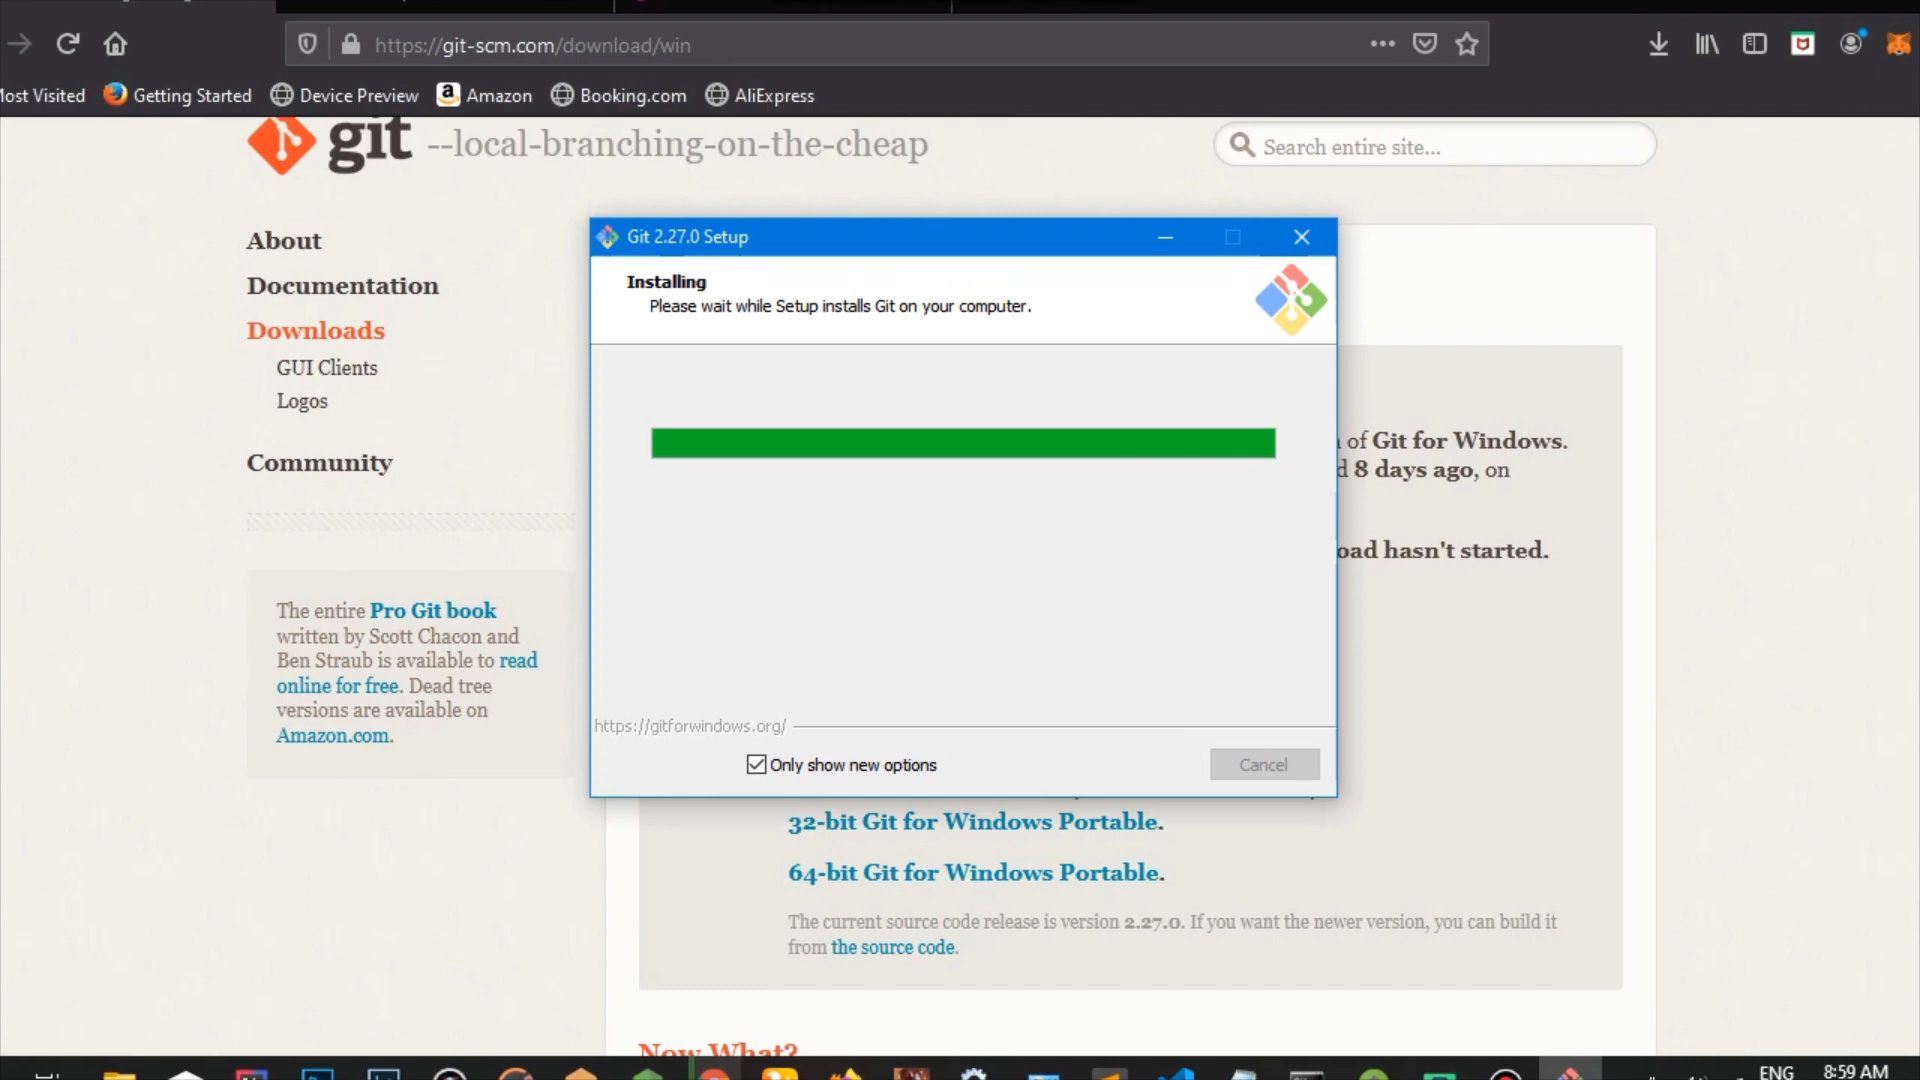 https://git-scm.com/download/win
Most Visited Getting Started Device Preview Amazon Booking.com AliExpress
git --local-branching-on-the-cheap
Search entire site...
About
Documentation
Downloads
GUI Clients
Logos
Community
The entire Pro Git book
written by Scott Chacon and
Ben Straub is available to read
online for free. Dead tree
versions are available on
Amazon.com.
Git 2.27.0 Setup
Installing
Please wait while Setup installs Git on your computer.
https://gitforwindows.org/
Only show new options
Cancel
of Git for Windows.
8 days ago, on
oad hasn't started.
32-bit Git for Windows Portable.
64-bit Git for Windows Portable.
The current source code release is version 2.27.0. If you want the newer version, you can build it
from the source code.
Now What?
ENG
8:59 AM